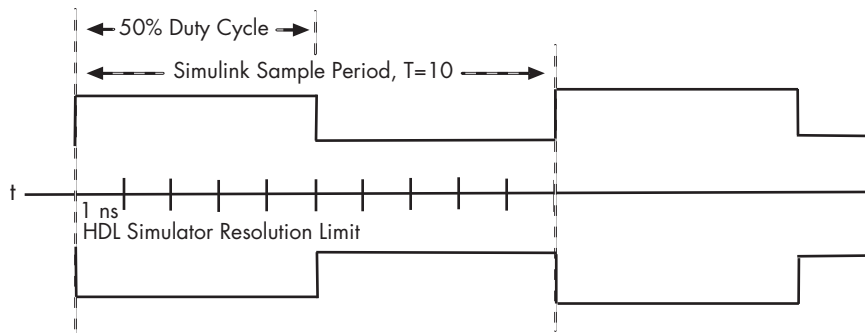 50% Duty Cycle
Simulink Sample Period, T=10
t
1 ns
HDL Simulator Resolution Limit